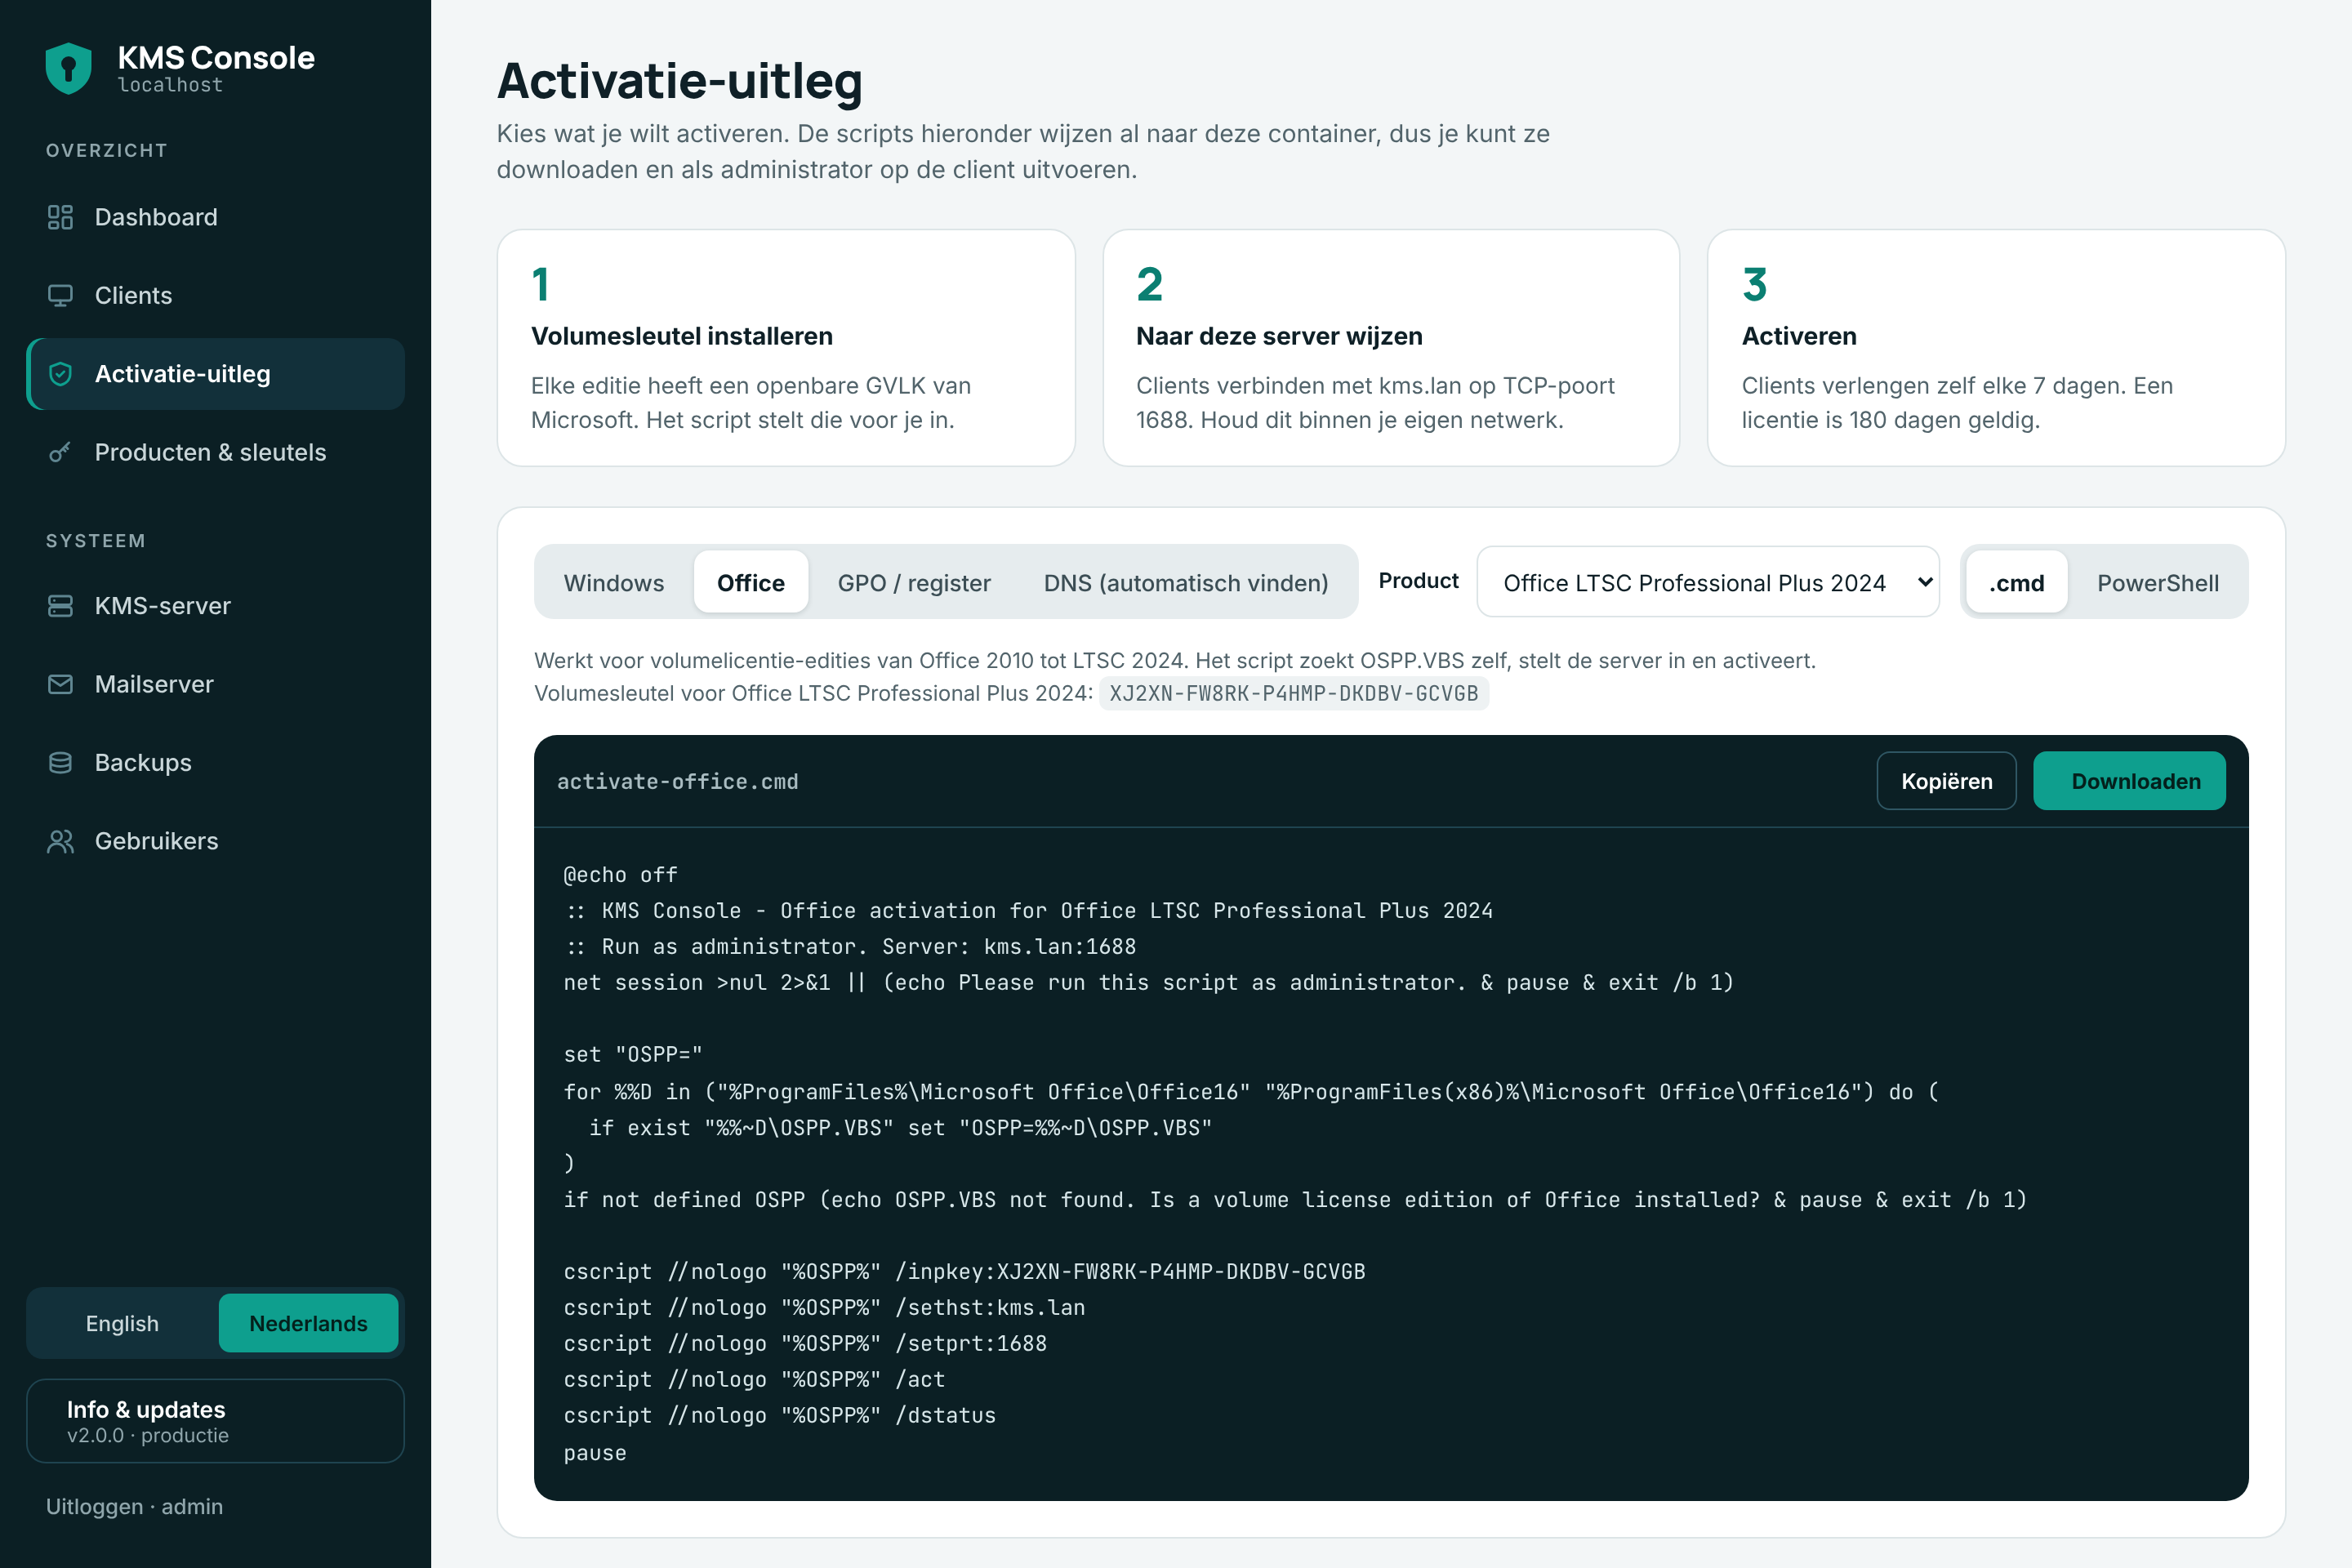 KMS Console
localhost
OVERZICHT
Dashboard
Clients
Activatie-uitleg
Producten & sleutels
SYSTEEM
KMS-server
Mailserver
Backups
Gebruikers
English
Nederlands
Info & updates
v2.0.0 · productie
Uitloggen · admin
Activatie-uitleg
Kies wat je wilt activeren. De scripts hieronder wijzen al naar deze container, dus je kunt ze
downloaden en als administrator op de client uitvoeren.
1
Volumesleutel installeren
Elke editie heeft een openbare GVLK van
Microsoft. Het script stelt die voor je in.
2
Naar deze server wijzen
Clients verbinden met kms.lan op TCP-poort
1688. Houd dit binnen je eigen netwerk.
3
Activeren
Clients verlengen zelf elke 7 dagen. Een
licentie is 180 dagen geldig.
Windows
Office
GPO / register
DNS (automatisch vinden)
Product
Office LTSC Professional Plus 2024
.cmd
PowerShell
Werkt voor volumelicentie-edities van Office 2010 tot LTSC 2024. Het script zoekt OSPP.VBS zelf, stelt de server in en activeert.
Volumesleutel voor Office LTSC Professional Plus 2024: XJ2XN-FW8RK-P4HMP-DKDBV-GCVGB
activate-office.cmd
Kopiëren
Downloaden
@echo off
:: KMS Console - Office activation for Office LTSC Professional Plus 2024
:: Run as administrator. Server: kms.lan:1688
net session >nul 2>&1 || (echo Please run this script as administrator. & pause & exit /b 1)
set "OSPP="
for %%D in ("%ProgramFiles%\Microsoft Office\Office16" "%ProgramFiles(x86)%\Microsoft Office\Office16") do (
  if exist "%%~D\OSPP.VBS" set "OSPP=%%~D\OSPP.VBS"
)
if not defined OSPP (echo OSPP.VBS not found. Is a volume license edition of Office installed? & pause & exit /b 1)
cscript //nologo "%OSPP%" /inpkey:XJ2XN-FW8RK-P4HMP-DKDBV-GCVGB
cscript //nologo "%OSPP%" /sethst:kms.lan
cscript //nologo "%OSPP%" /setprt:1688
cscript //nologo "%OSPP%" /act
cscript //nologo "%OSPP%" /dstatus
pause